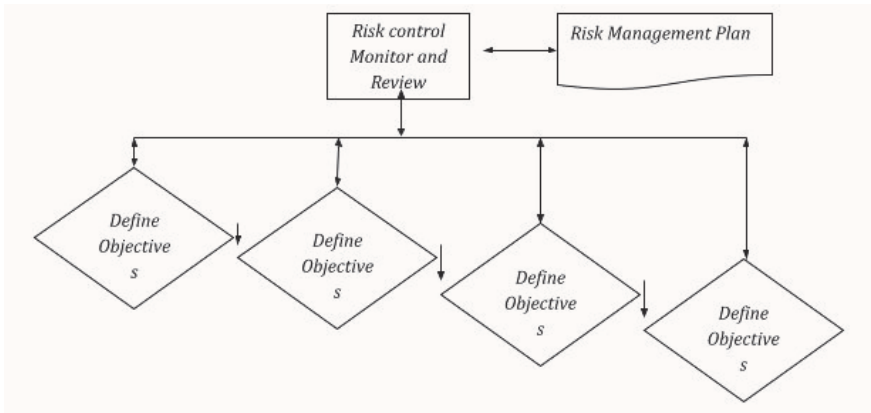 Risk control
Monitor and
Review
Risk Management Plan
Define
Objective
s
Define
Objective
s
Define
Objective
s
Define
Objective
s